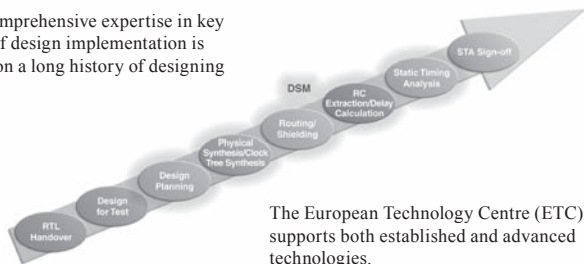 omprehensive expertise in key
f design implementation is
on a long history of designing
STA Sign-off
Static Timing
Analysis
DSM
RC
Extraction/Delay
Calculation
Routing/
Shielding
Physical
Synthesis/Clock
Tree Synthesis
Design
Planning
Design
for Test
RTL
Handover
The European Technology Centre (ETC)
supports both established and advanced
technologies.